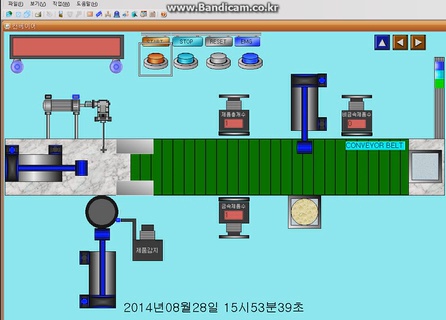 www.Bandicam.co.kr
파일(F) 보기(V) 작업(W) 도움말(H)
START STOP RESET EMG
제품총계수
비금속제품수
CONVEYOR BELT
금속제품수
제품감지
2014년08월28일 15시53분39초